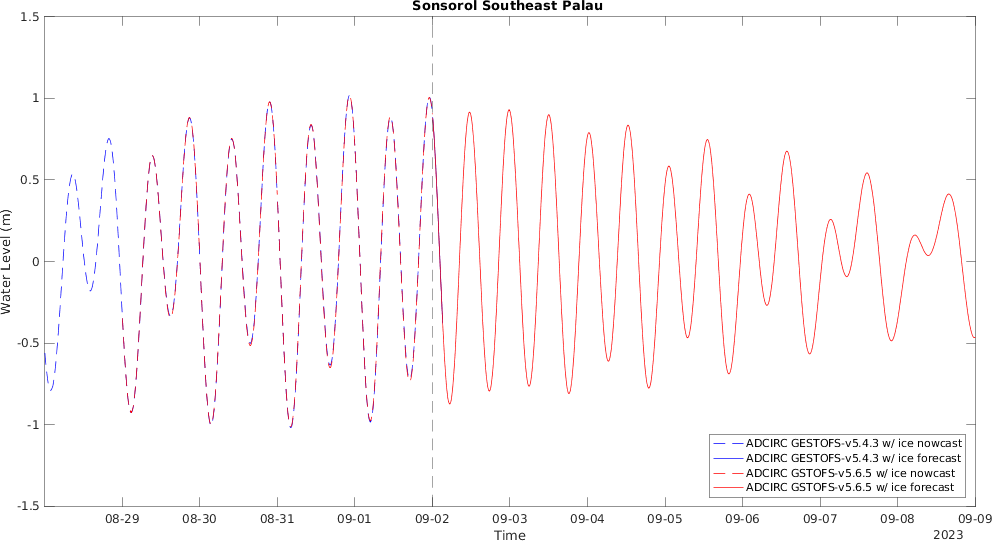 Sonsorol Southeast Palau
1.5
1
0.5
0
-0.5
-1
-1.5
Water Level (m)
08-29
08-30
08-31
09-01
09-02
09-03
09-04
09-05
09-06
09-07
09-08
09-09
Time
2023
ADCIRC GESTOFS-v5.4.3 w/ ice nowcast
ADCIRC GESTOFS-v5.4.3 w/ ice forecast
ADCIRC GSTOFS-v5.6.5 w/ ice nowcast
ADCIRC GSTOFS-v5.6.5 w/ ice forecast